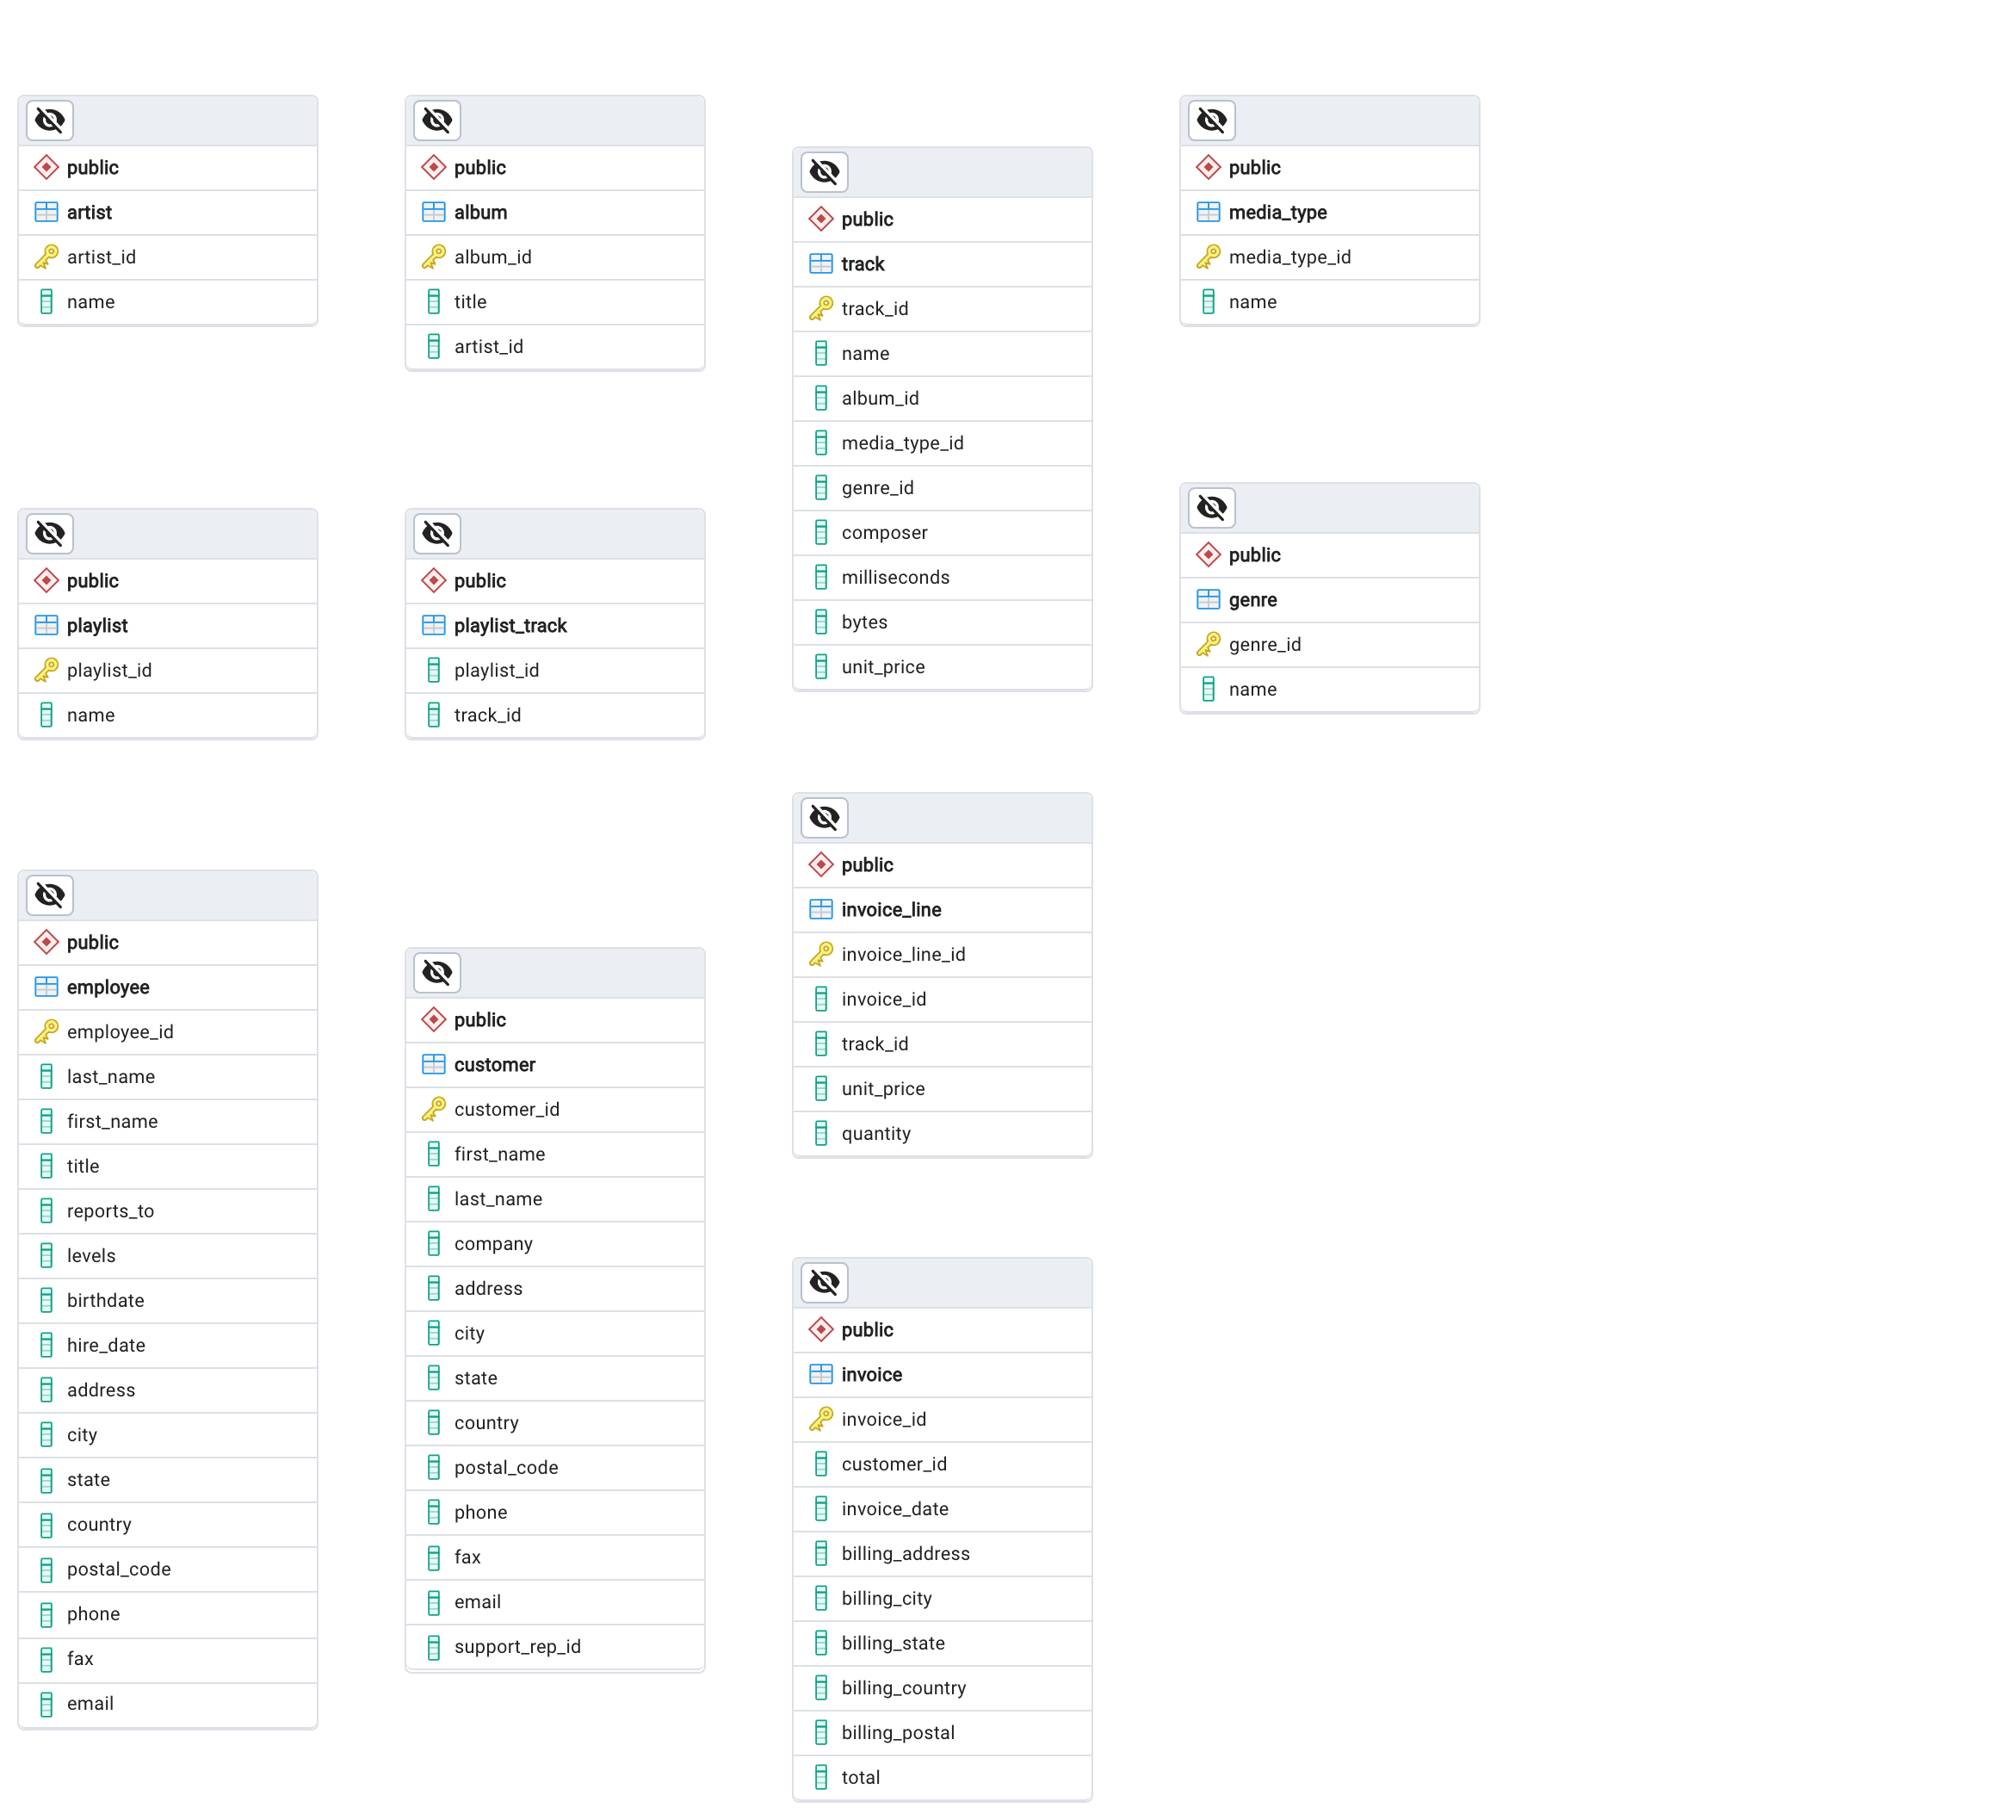 public
artist
artist_id
name
public
album
album_id
title
artist_id
public
track
track_id
name
album_id
media_type_id
genre_id
composer
milliseconds
bytes
unit_price
public
media_type
media_type_id
name
public
playlist
playlist_id
name
public
playlist_track
playlist_id
track_id
public
genre
genre_id
name
public
employee
employee_id
last_name
first_name
title
reports_to
levels
birthdate
hire_date
address
city
state
country
postal_code
phone
fax
email
public
customer
customer_id
first_name
last_name
company
address
city
state
country
postal_code
phone
fax
email
support_rep_id
public
invoice_line
invoice_line_id
invoice_id
track_id
unit_price
quantity
public
invoice
invoice_id
customer_id
invoice_date
billing_address
billing_city
billing_state
billing_country
billing_postal
total